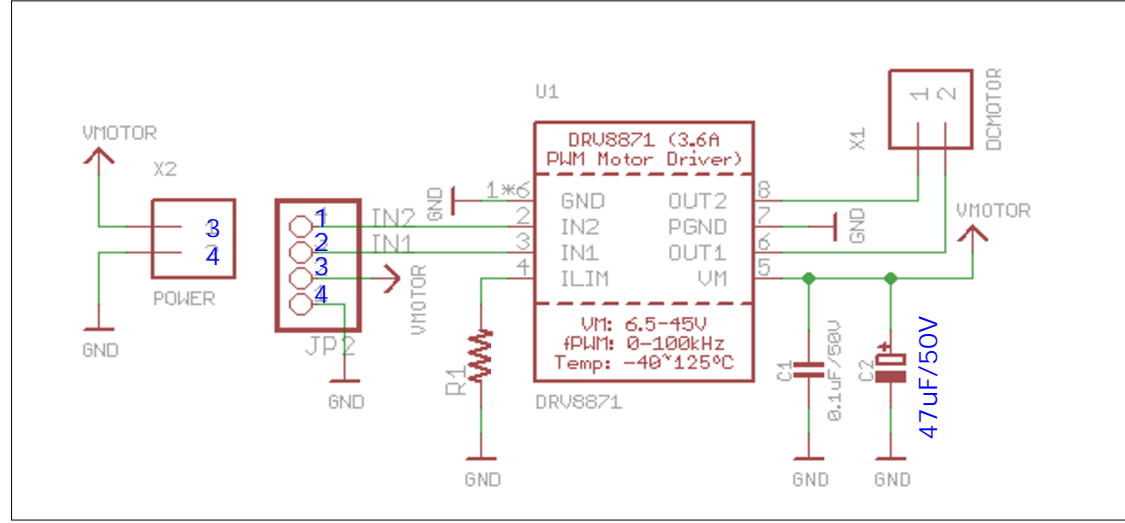 U1
VMOTOR
X2
3
4
POWER
GND
1
2
3
4
IN2
IN1
VMOTOR
JP2
GND
GND
1*6
2
3
4
DRV8871 (3.6A
PWM Motor Driver)
GND
IN2
IN1
ILIM
OUT2
PGND
OUT1
VM
8
7
6
5
VM: 6.5-45V
fPWM: 0-100kHz
Temp: -40~125ºC
DRV8871
R1
GND
1 2
X1
DCMOTOR
GND
VMOTOR
C1
0.1uF/50V
GND
C2
+
47uF/50V
GND